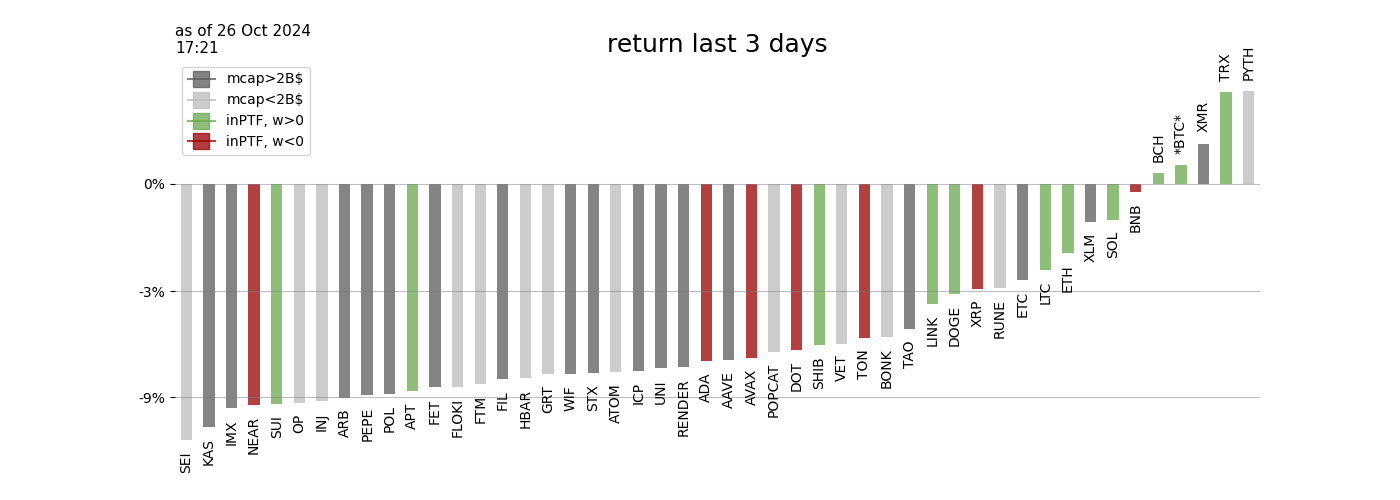 as of 26 Oct 2024
17:21
return last 3 days
mcap>2B$
mcap<2B$
inPTF, w>0
inPTF, w<0
0%
-3%
-9%
SEI
KAS
IMX
NEAR
SUI
OP
INJ
ARB
PEPE
POL
APT
FET
FLOKI
FTM
FIL
HBAR
GRT
WIF
STX
ATOM
ICP
UNI
RENDER
ADA
AAVE
AVAX
POPCAT
DOT
SHIB
VET
TON
BONK
TAO
LINK
DOGE
XRP
RUNE
ETC
LTC
ETH
XLM
SOL
BNB
BCH
*BTC*
XMR
TRX
PYTH